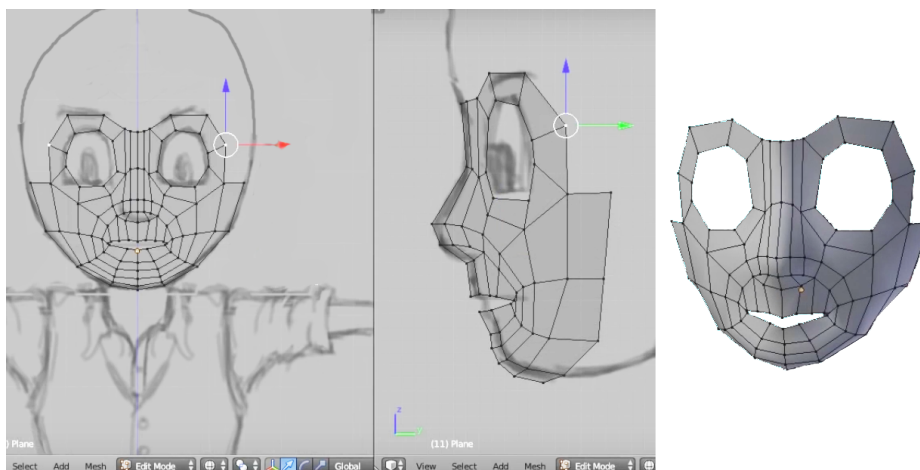 ) Plane
z
y
(11) Plane
Select Add Mesh Edit Mode Global
View Select Add Mesh Edit Mode